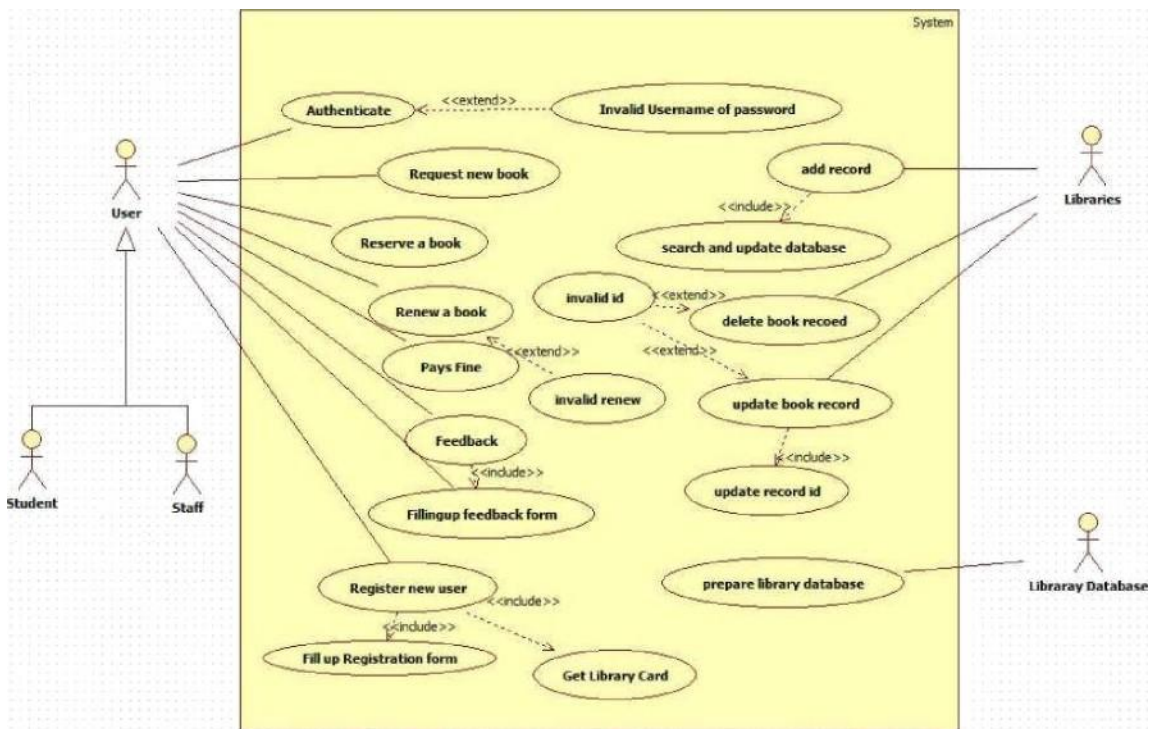 System
Authenticate
<<extend>>
Invalid Username of password
User
Request new book
add record
Libraries
<<include>>
Reserve a book
search and update database
invalid id
<<extend>>
Renew a book
delete book recoed
<<extend>>
<<extend>>
Pays Fine
invalid renew
update book record
Feedback
<<include>>
<<include>>
update record id
Student
Staff
Fillingup feedback form
Register new user
prepare library database
Libraray Database
<<include>>
<<include>>
Fill up Registration form
Get Library Card